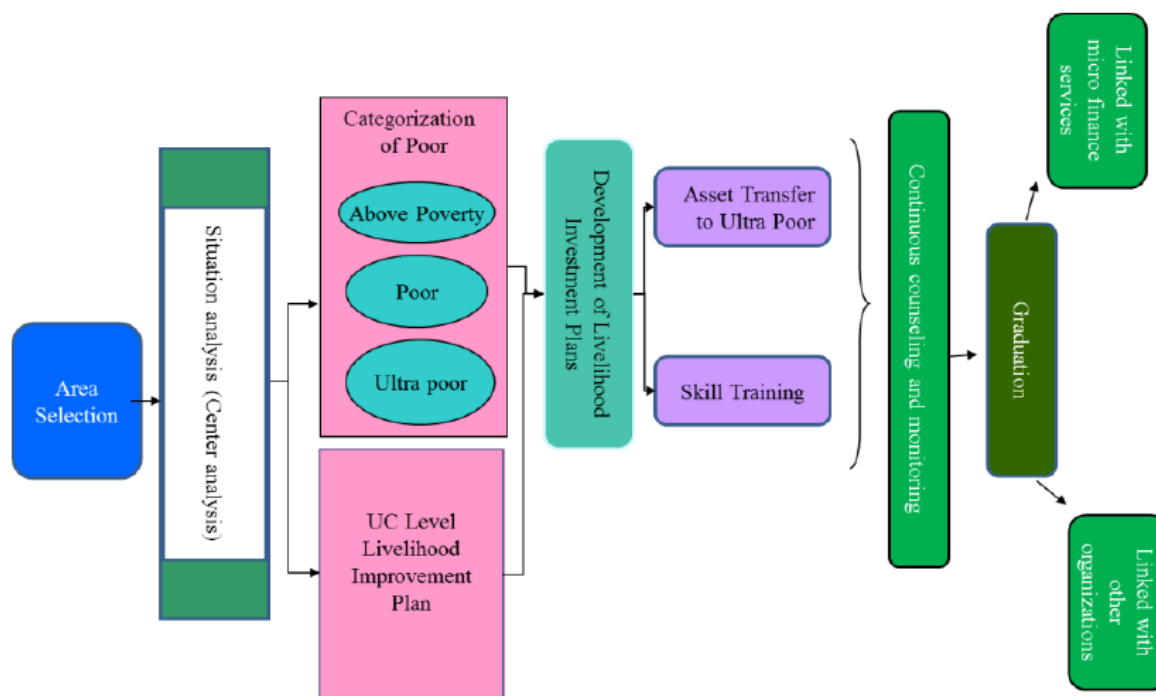 Area
Selection
Situation analysis (Center analysis)
Categorization
of Poor
Above Poverty
Poor
Ultra poor
UC Level
Livelihood
Improvement
Plan
Development of Livelihood
Investment Plans
Asset Transfer
to Ultra Poor
Skill Training
Continuous counseling and monitoring
Graduation
Linked with
micro finance
services
Linked with
other
organizations